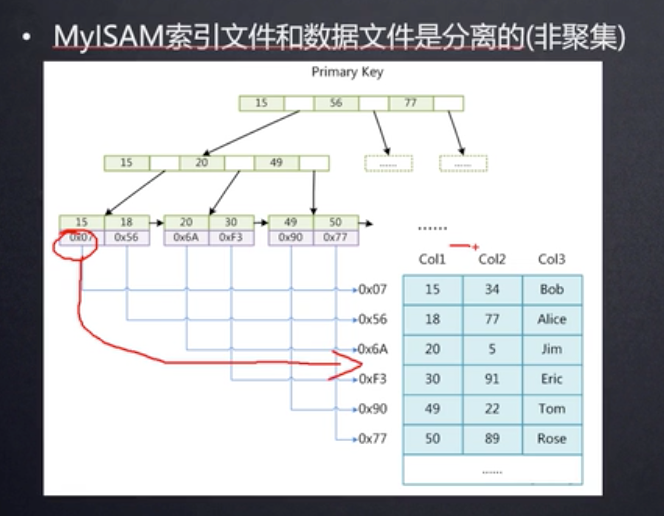 • MyISAM索引文件和数据文件是分离的(非聚集)
Primary Key
15 56 77
15 20 49 ...... ......
15 18 20 30 49 50
0x07 0x56 0x6A 0xF3 0x90 0x77
......
Col1 Col2 Col3
0x07 15 34 Bob
0x56 18 77 Alice
0x6A 20 5 Jim
0xF3 30 91 Eric
0x90 49 22 Tom
0x77 50 89 Rose
......